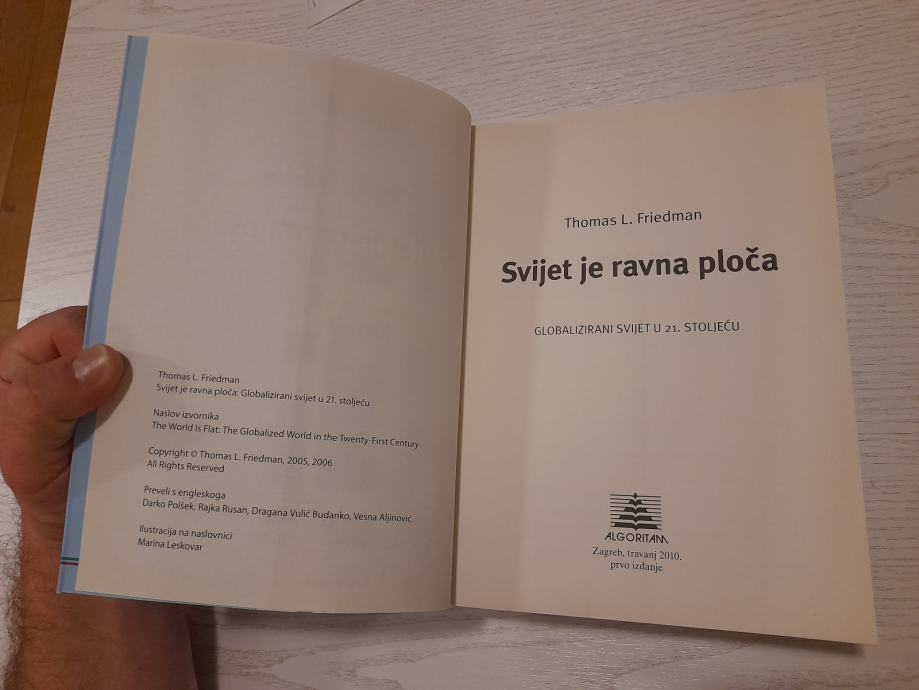 Thomas L. Friedman
Svijet je ravna ploča: Globalizirani svijet u 21. stoljeću
Naslov izvornika
The World Is Flat: The Globalized World in the Twenty-First Century
Copyright © Thomas L. Friedman, 2005, 2006
All Rights Reserved
Preveli s engleskoga
Darko Polšek, Rajka Rusan, Dragana Vulić Budanko, Vesna Aljinović
Ilustracija na naslovnici
Marina Leskovar
Thomas L. Friedman
Svijet je ravna ploča
GLOBALIZIRANI SVIJET U 21. STOLJEĆU
ALGORITAM
Zagreb, travanj 2010.
prvo izdanje